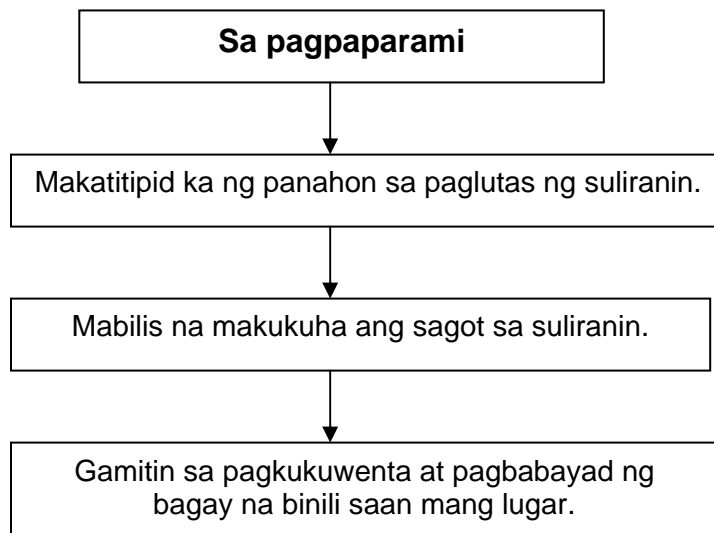 Sa pagpaparami
Makatitipid ka ng panahon sa paglutas ng suliranin.
Mabilis na makukuha ang sagot sa suliranin.
Gamitin sa pagkukuwenta at pagbabayad ng
bagay na binili saan mang lugar.